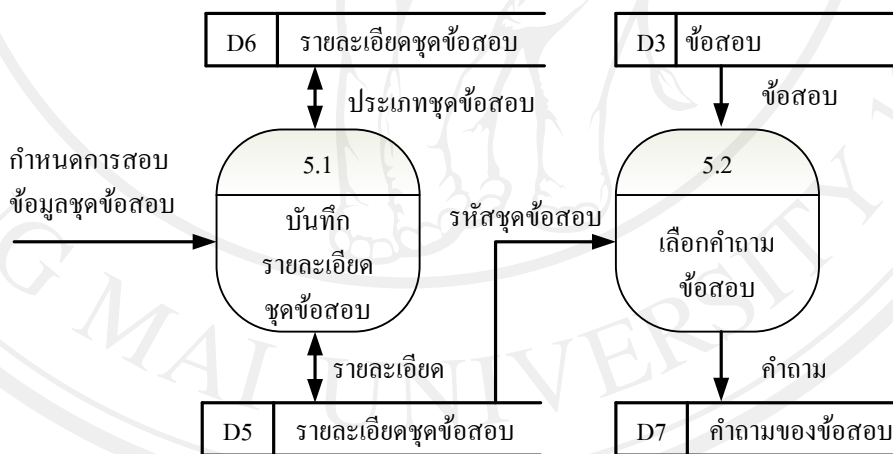 D6 รายละเอียดชุดข้อสอบ
D3 ข้อสอบ
ประเภทชุดข้อสอบ
ข้อสอบ
กำหนดการสอบ
ข้อมูลชุดข้อสอบ
5.1
บันทึก
รายละเอียด
ชุดข้อสอบ
รหัสชุดข้อสอบ
5.2
เลือกคำถาม
ข้อสอบ
รายละเอียด
คำถาม
D5 รายละเอียดชุดข้อสอบ
D7 คำถามของข้อสอบ
G MAI UNIVERSITY